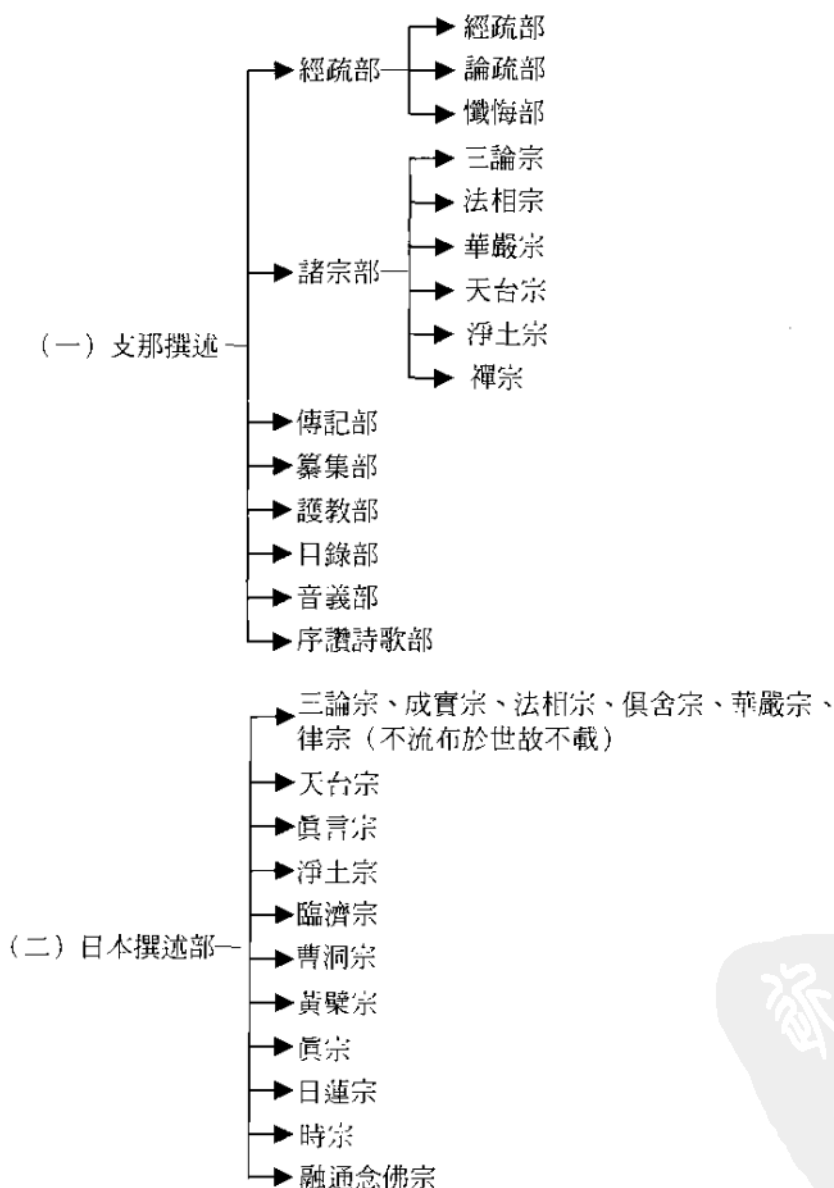 經疏部
經疏部
論疏部
懺悔部
三論宗
法相宗
諸宗部
華嚴宗
天台宗
淨土宗
禪宗
(一)支那撰述
傳記部
纂集部
護教部
目錄部
音義部
序讚詩歌部
三論宗、成實宗、法相宗、俱舍宗、華嚴宗、
律宗(不流布於世故不載)
天台宗
眞言宗
淨土宗
臨濟宗
(二)日本撰述部
曹洞宗
黃檗宗
眞宗
日蓮宗
時宗
融通念佛宗